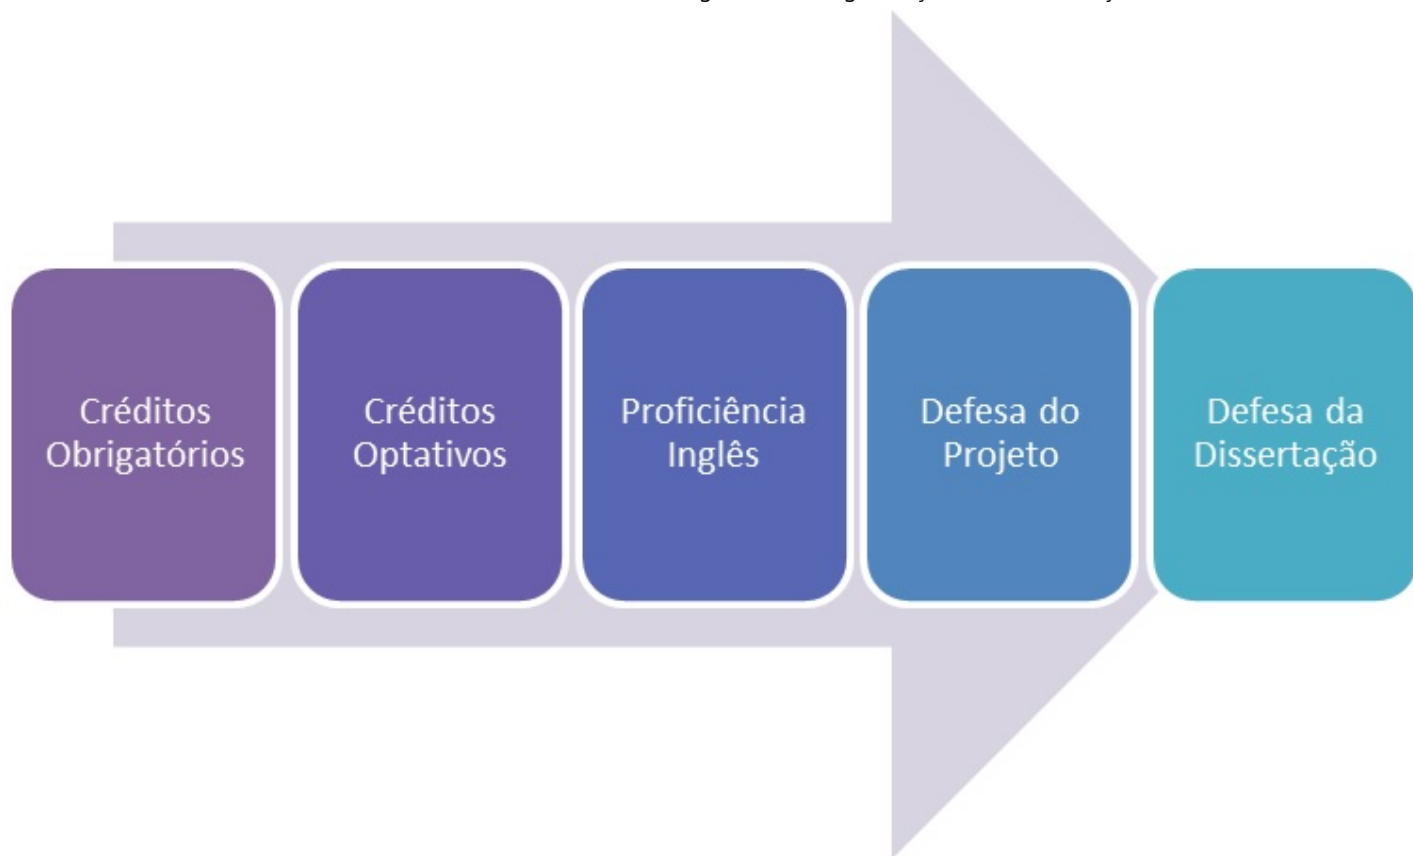 Créditos
Obrigatórios
Créditos
Optativos
Proficiência
Inglês
Defesa do
Projeto
Defesa da
Dissertação